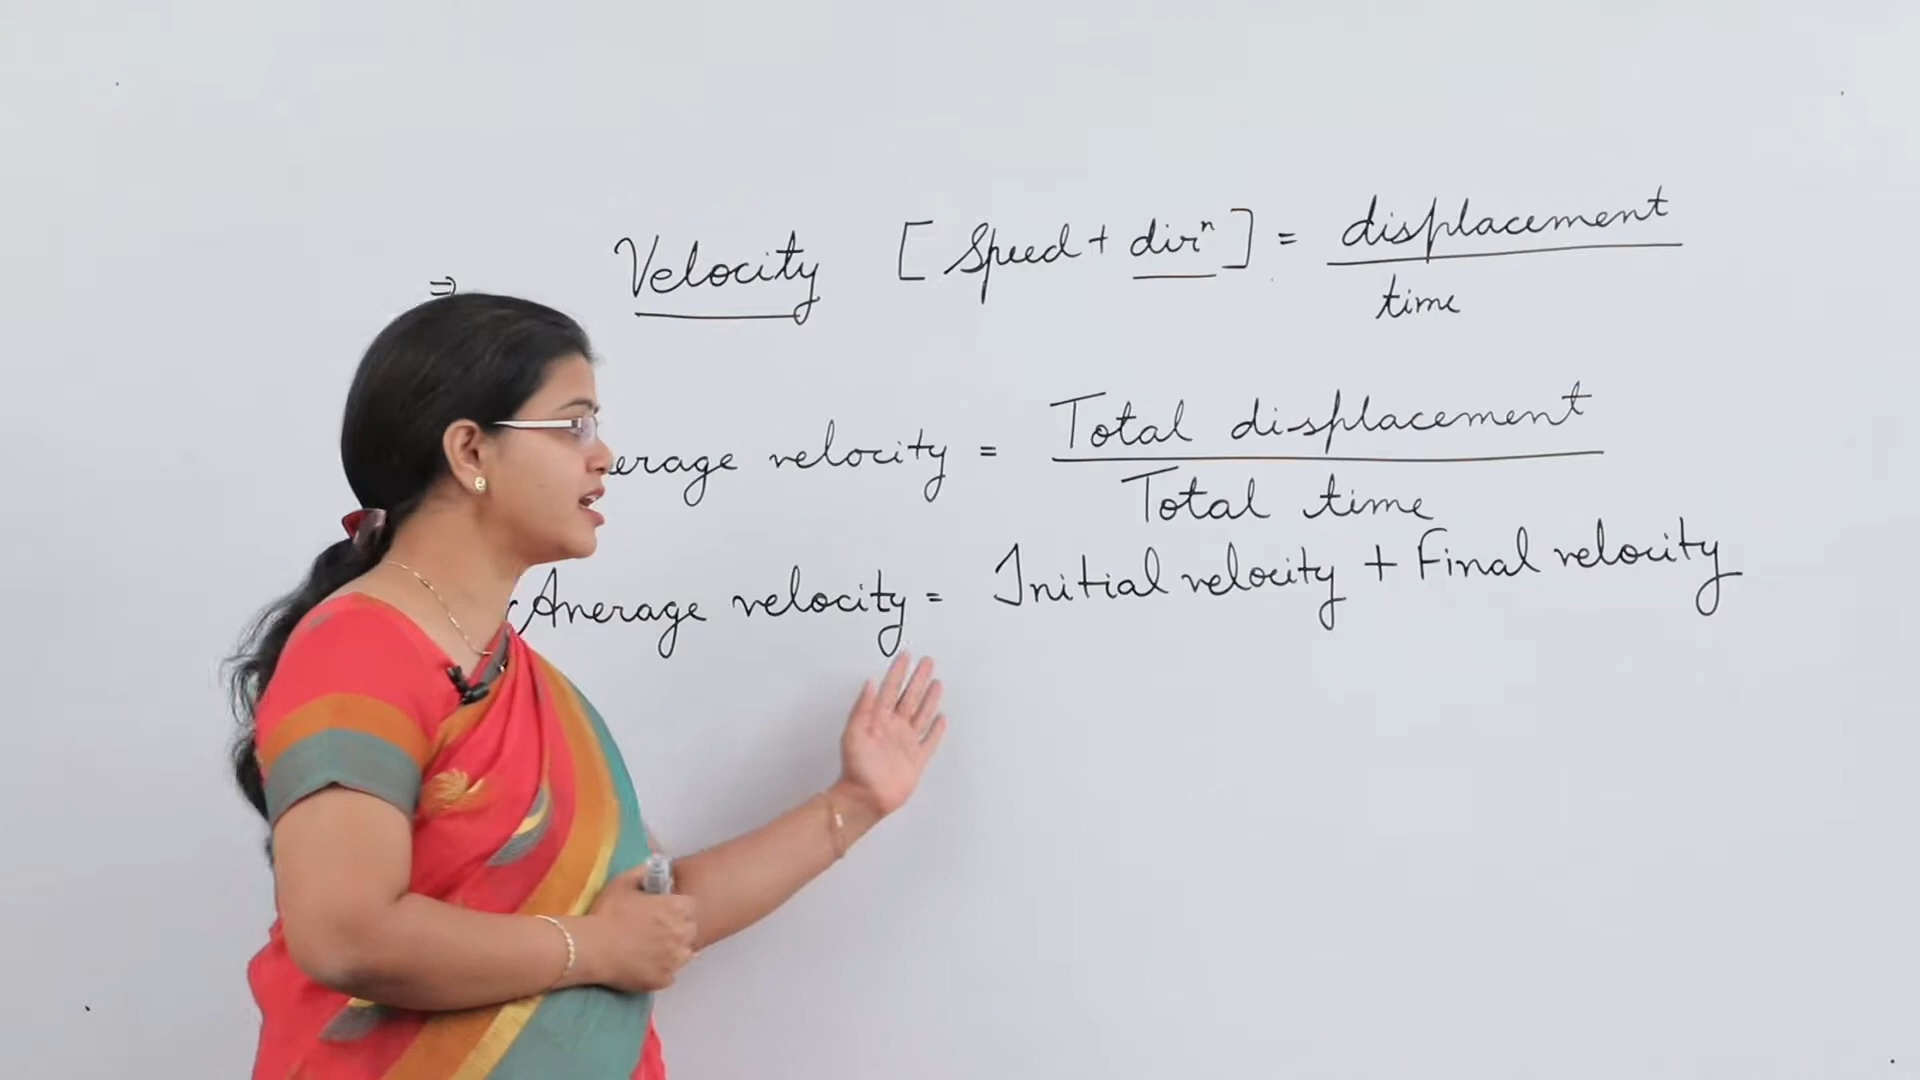 ⇒ Velocity [Speed + dirⁿ] = displacement / time
erage velocity = Total displacement / Total time
Average velocity = Initial velocity + Final velocity